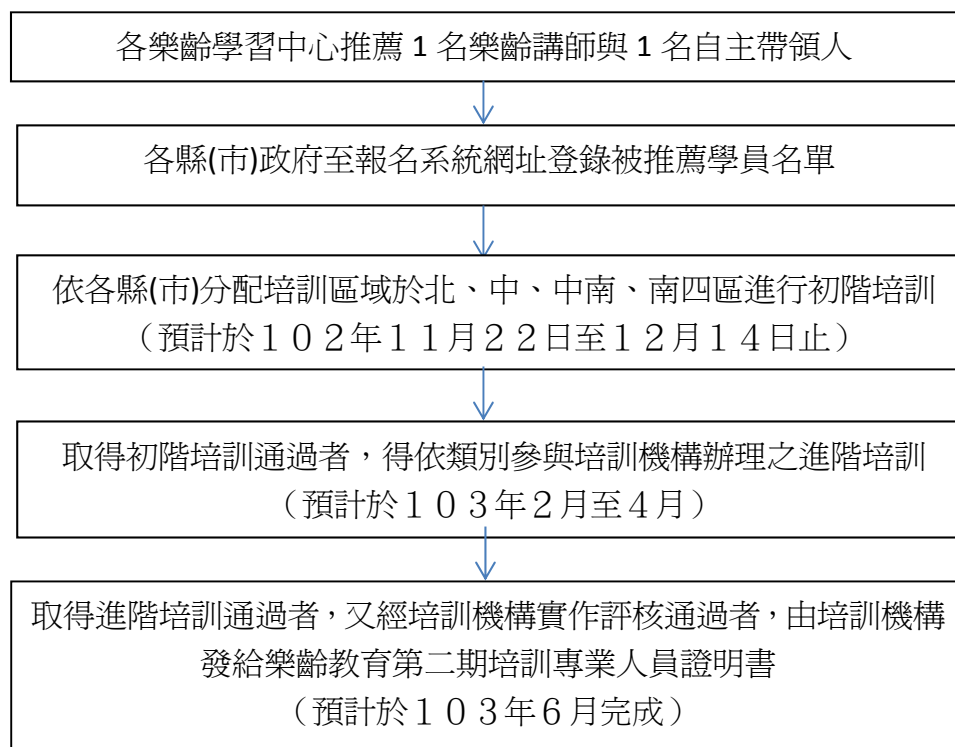 各樂齡學習中心推薦 1 名樂齡講師與 1 名自主帶領人
各縣(市)政府至報名系統網址登錄被推薦學員名單
依各縣(市)分配培訓區域於北、中、中南、南四區進行初階培訓
（預計於１０２年１１月２２日至１２月１４日止）
取得初階培訓通過者，得依類別參與培訓機構辦理之進階培訓
（預計於１０３年２月至４月）
取得進階培訓通過者，又經培訓機構實作評核通過者，由培訓機構
發給樂齡教育第二期培訓專業人員證明書
（預計於１０３年６月完成）